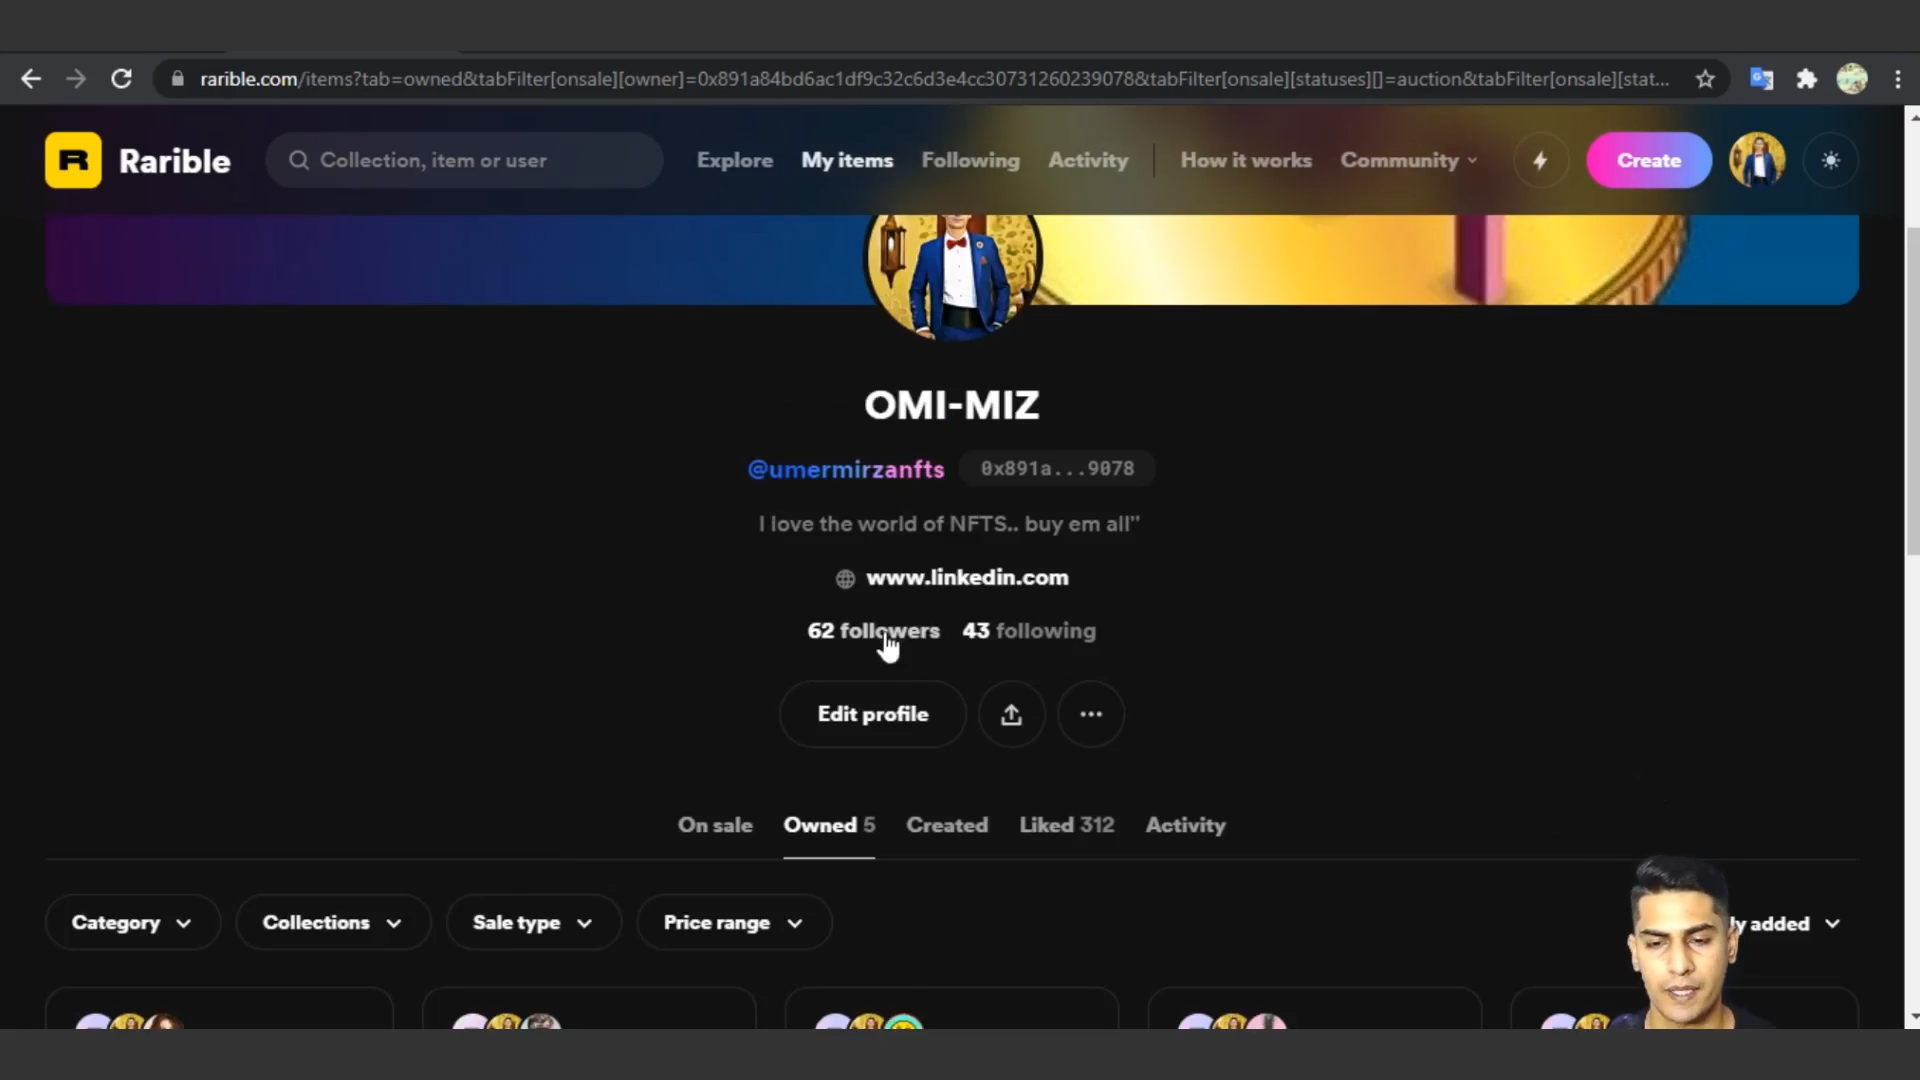 rarible.com/items?tab=owned&tabFilter[onsale][owner]=0x891a84bd6ac1df9c32c6d3e4cc30731260239078&tabFilter[onsale][statuses][]=auction&tabFilter[onsale][stat...
R Rarible Collection, item or user Explore My items Following Activity How it works Community Create
OMI-MIZ
@umermirzanfts 0x891a...9078
I love the world of NFTS.. buy em all"
www.linkedin.com
62 followers 43 following
Edit profile
On sale Owned 5 Created Liked 312 Activity
Category Collections Sale type Price range y added